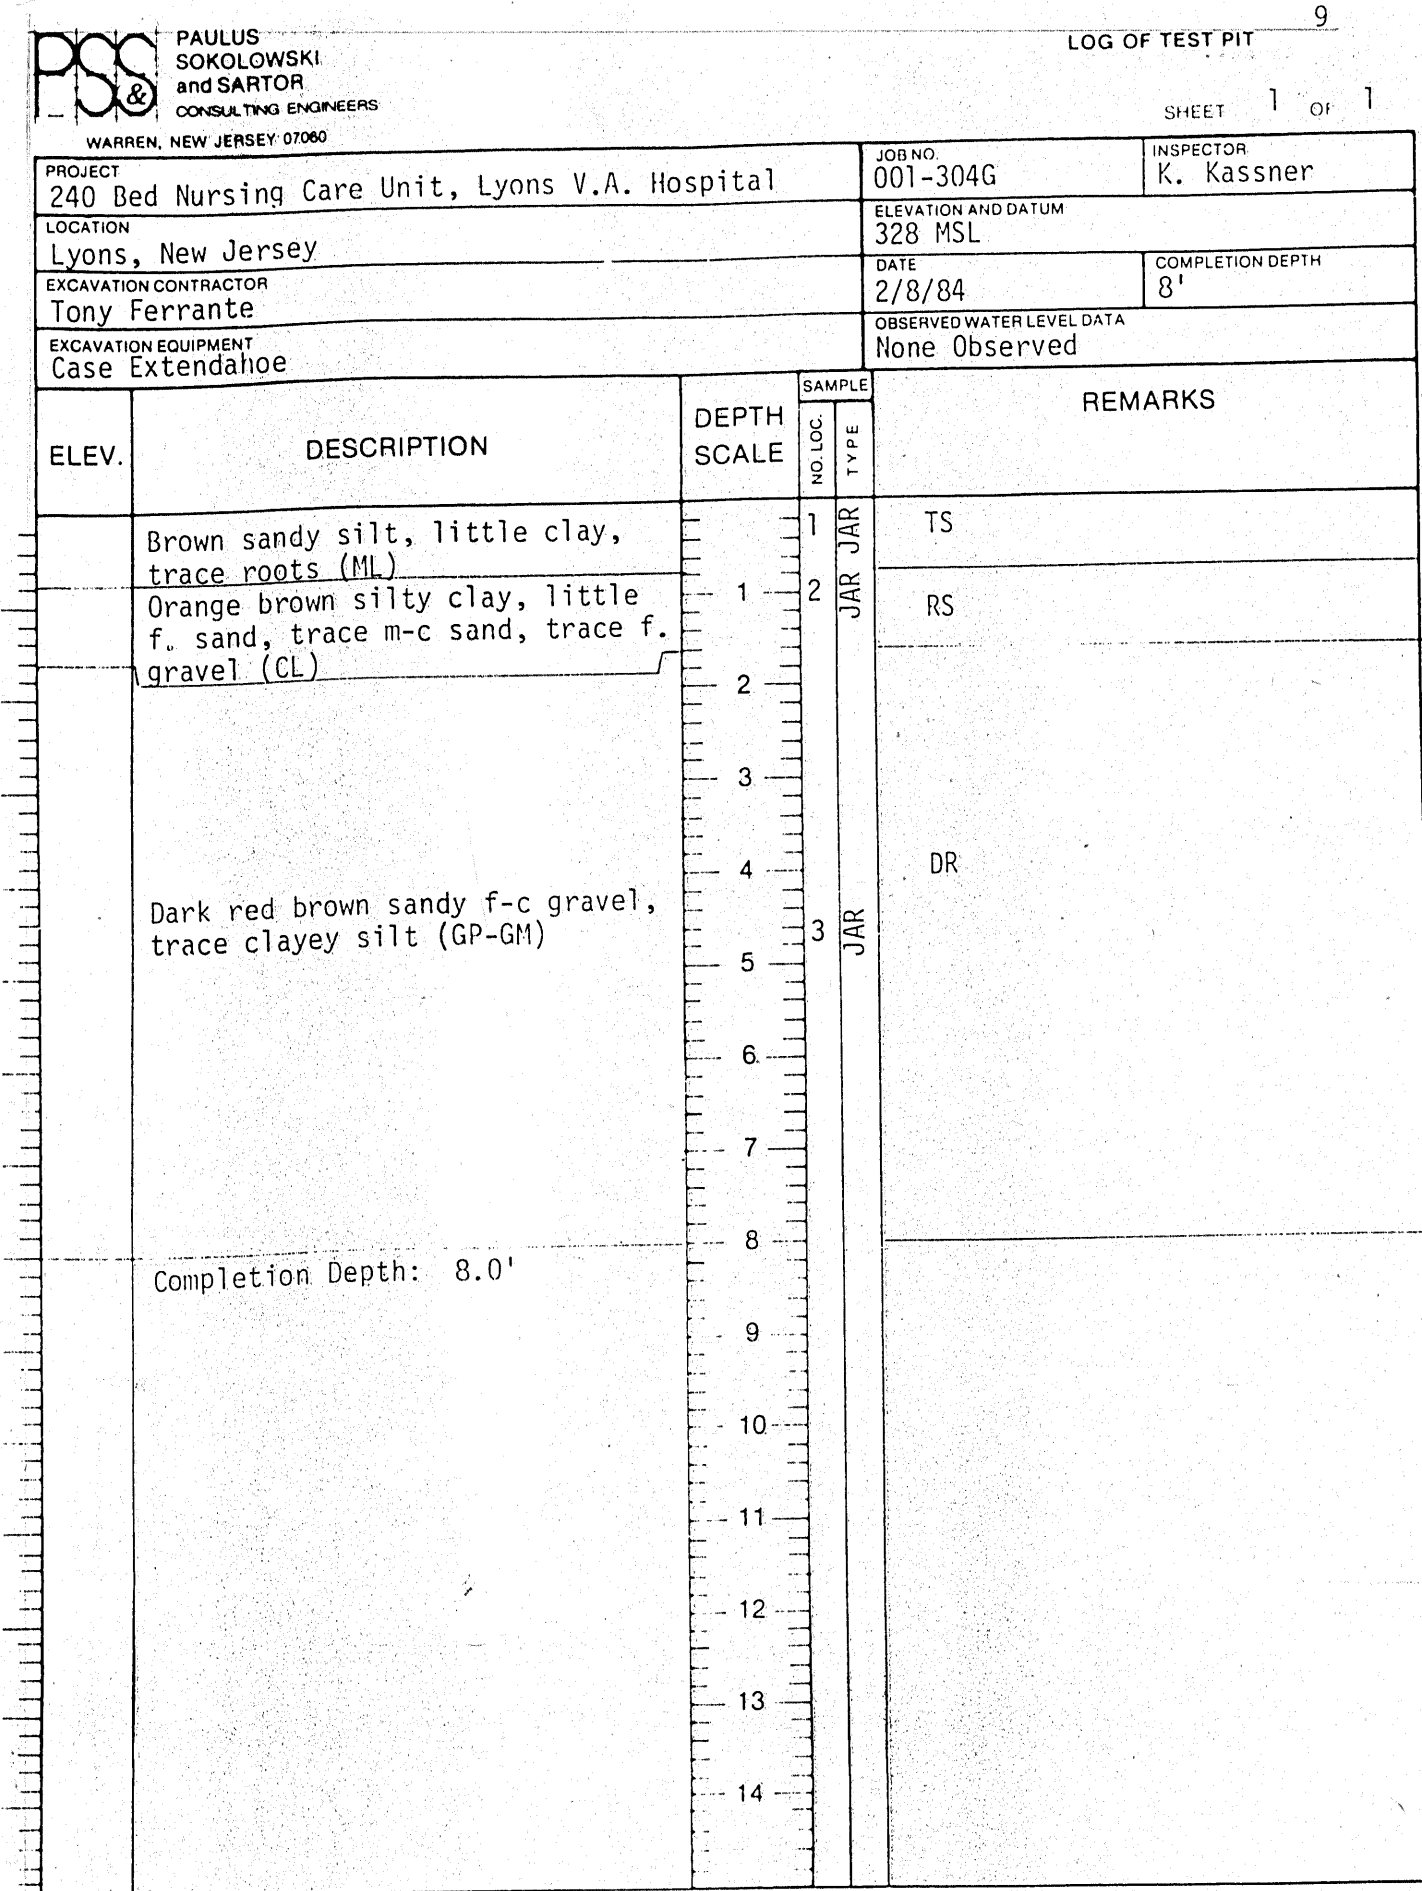 9
LOG OF TEST PIT
PS&S
PAULUS
SOKOLOWSKI
and SARTOR
CONSULTING ENGINEERS
WARREN, NEW JERSEY 07060
SHEET 1 OF 1
PROJECT
240 Bed Nursing Care Unit, Lyons V.A. Hospital
JOB NO.
001-304G
INSPECTOR
K. Kassner
LOCATION
Lyons, New Jersey
ELEVATION AND DATUM
328 MSL
EXCAVATION CONTRACTOR
Tony Ferrante
DATE
2/8/84
COMPLETION DEPTH
8'
EXCAVATION EQUIPMENT
Case Extendahoe
OBSERVED WATER LEVEL DATA
None Observed
ELEV.
DESCRIPTION
DEPTH
SCALE
SAMPLE
NO. LOC.
TYPE
REMARKS
Brown sandy silt, little clay,
trace roots (ML)
1 JAR TS
Orange brown silty clay, little
f. sand, trace m-c sand, trace f.
gravel (CL)
1
2 JAR RS
2
3
4
DR
Dark red brown sandy f-c gravel,
trace clayey silt (GP-GM)
3 JAR
5
6
7
8
Completion Depth: 8.0'
9
10
11
12
13
14